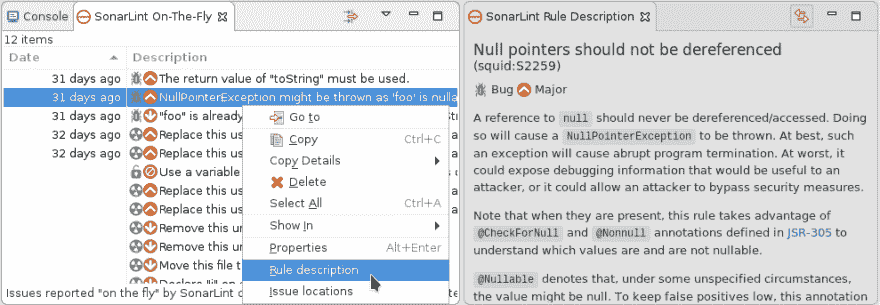 Console SonarLint On-The-Fly
12 items
Date Description
31 days ago The return value of "toString" must be used.
31 days ago NullPointerException might be thrown as 'foo' is nulla
31 days ago "foo" is already
32 days ago Replace this us
32 days ago Replace this us
Use a variable
Replace this us
Replace this us
Remove this un
Remove this un
Move this file t
Issues reported "on the fly" by SonarLint
Go to
Copy Ctrl+C
Copy Details
Delete
Select All Ctrl+A
Show In
Properties Alt+Enter
Rule description
Issue locations
SonarLint Rule Description
Null pointers should not be dereferenced
(squid:S2259)
Bug Major
A reference to null should never be dereferenced/accessed. Doing
so will cause a NullPointerException to be thrown. At best, such
an exception will cause abrupt program termination. At worst, it
could expose debugging information that would be useful to an
attacker, or it could allow an attacker to bypass security measures.
Note that when they are present, this rule takes advantage of
@CheckForNull and @Nonnull annotations defined in JSR-305 to
understand which values are and are not nullable.
@Nullable denotes that, under some unspecified circumstances,
the value might be null. To keep false positives low, this annotation